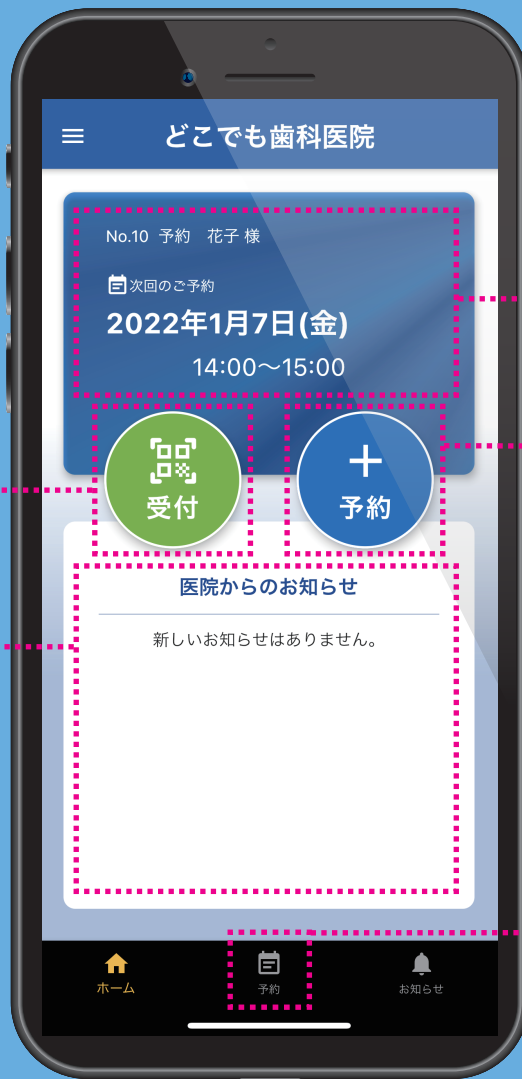 どこでも歯科医院
No.10 予約　花子 様
次回のご予約
2022年1月7日(金)
14:00〜15:00
受付
予約
医院からのお知らせ
新しいお知らせはありません。
ホーム
予約
お知らせ